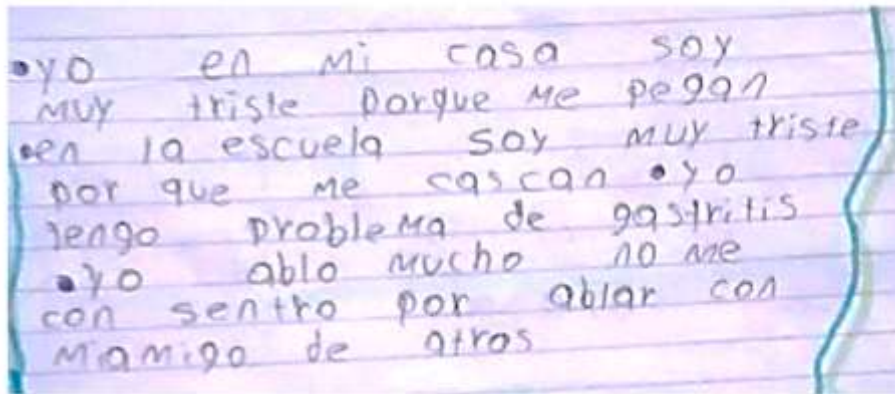 •yo en mi casa soy
muy triste porque me pegan
•en la escuela soy muy triste
por que me cascan •yo
tengo problema de gastritis
•yo ablo mucho no me
con sentro por ablar con
mamigo de atros